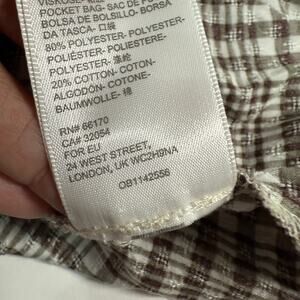 POCKET BAG- SAC DE POCHE
BOLSA DE BOLSILLO- BORSA
DA TASCA- 口袋
80% POLYESTER- POLYESTER-
POLIÉSTER- POLIESTERE-
POLYESTER- 涤纶
20% COTTON- COTON-
ALGODÓN- COTONE-
BAUMWOLLE- 棉
RN# 66170
CA# 32054
FOR EU
24 WEST STREET,
LONDON, UK WC2H9NA
OB1142556